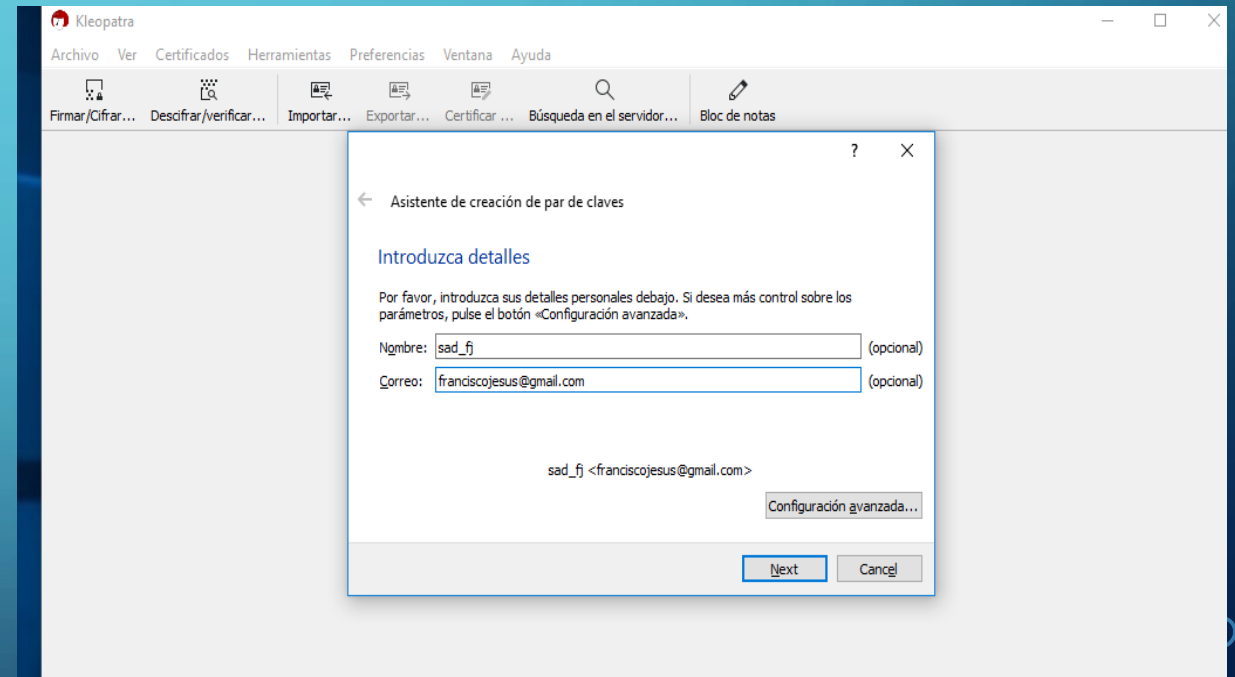 Kleopatra
Archivo Ver Certificados Herramientas Preferencias Ventana Ayuda
Firmar/Cifrar... Descifrar/verificar... Importar... Exportar... Certificar ... Búsqueda en el servidor... Bloc de notas
?
Asistente de creación de par de claves
Introduzca detalles
Por favor, introduzca sus detalles personales debajo. Si desea más control sobre los
parámetros, pulse el botón «Configuración avanzada».
Nombre: sad_fj (opcional)
Correo: franciscojesus@gmail.com (opcional)
sad_fj <franciscojesus@gmail.com>
Configuración avanzada...
Next Cancel